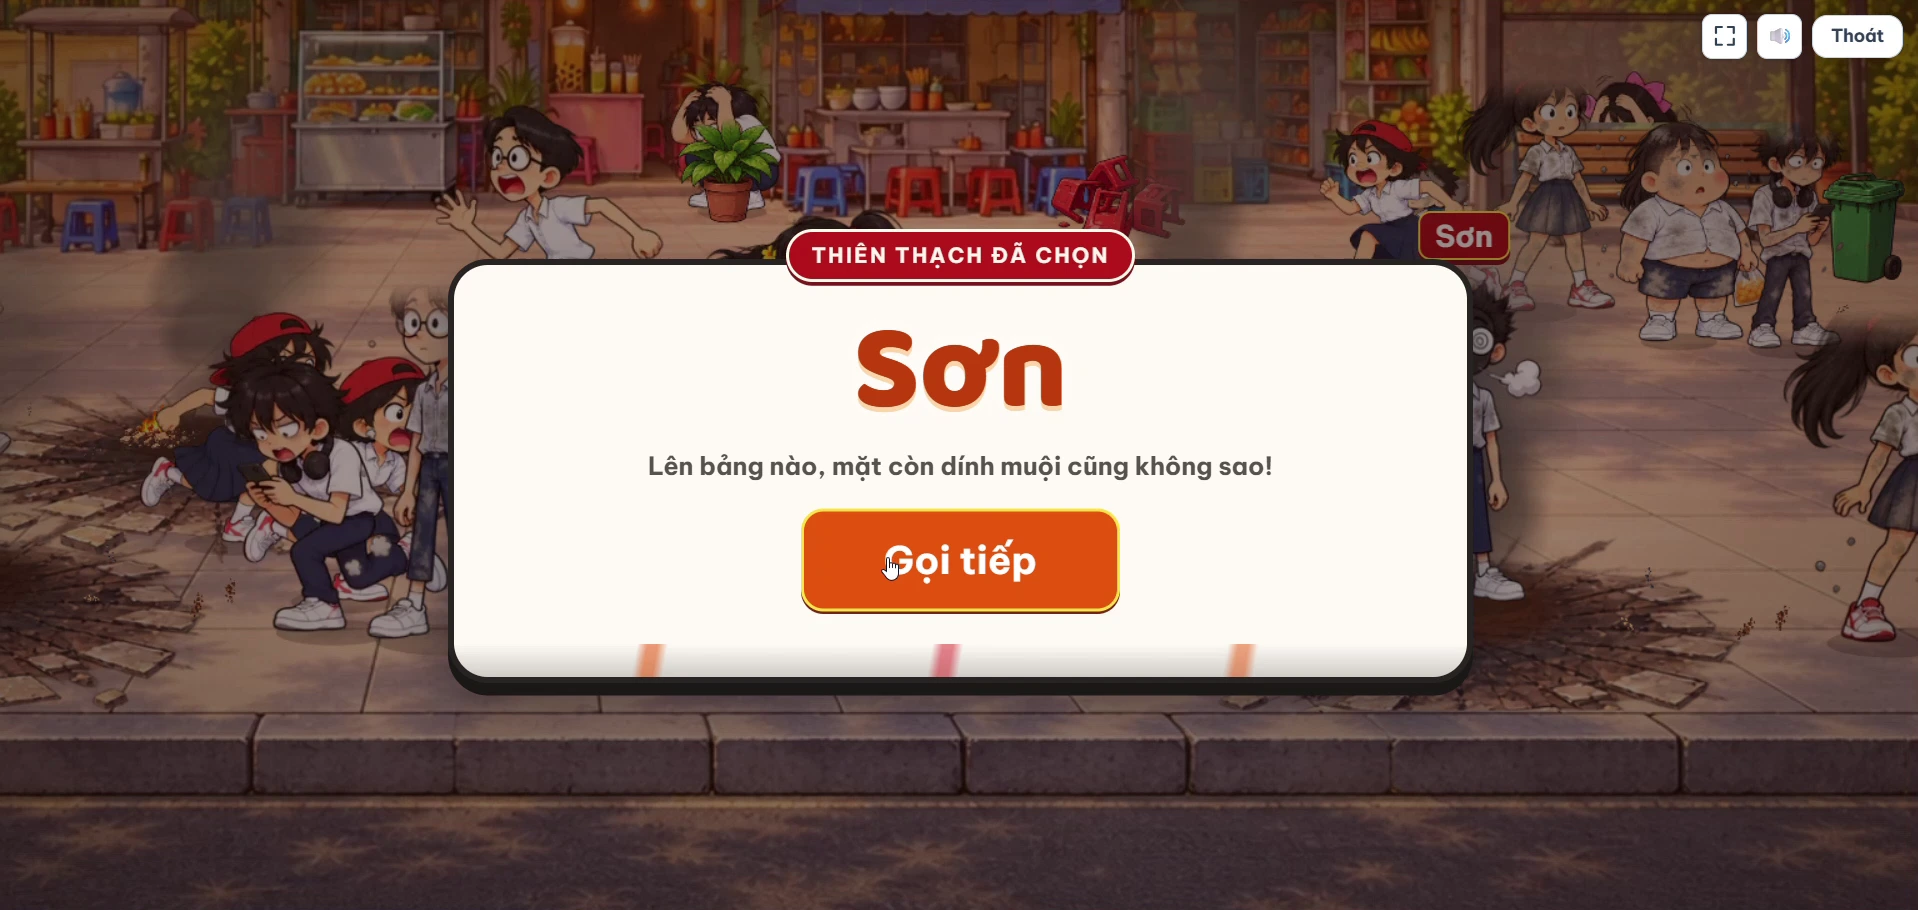 Thoát
THIÊN THẠCH ĐÃ CHỌN
Sơn
Sơn
Lên bảng nào, mặt còn dính muội cũng không sao!
Gọi tiếp